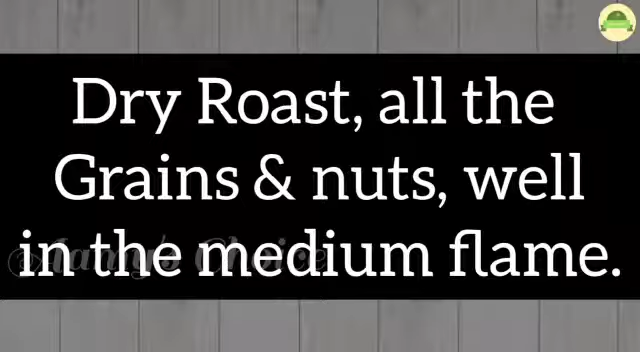 Dry Roast, all the
Grains & nuts, well
in the medium flame.